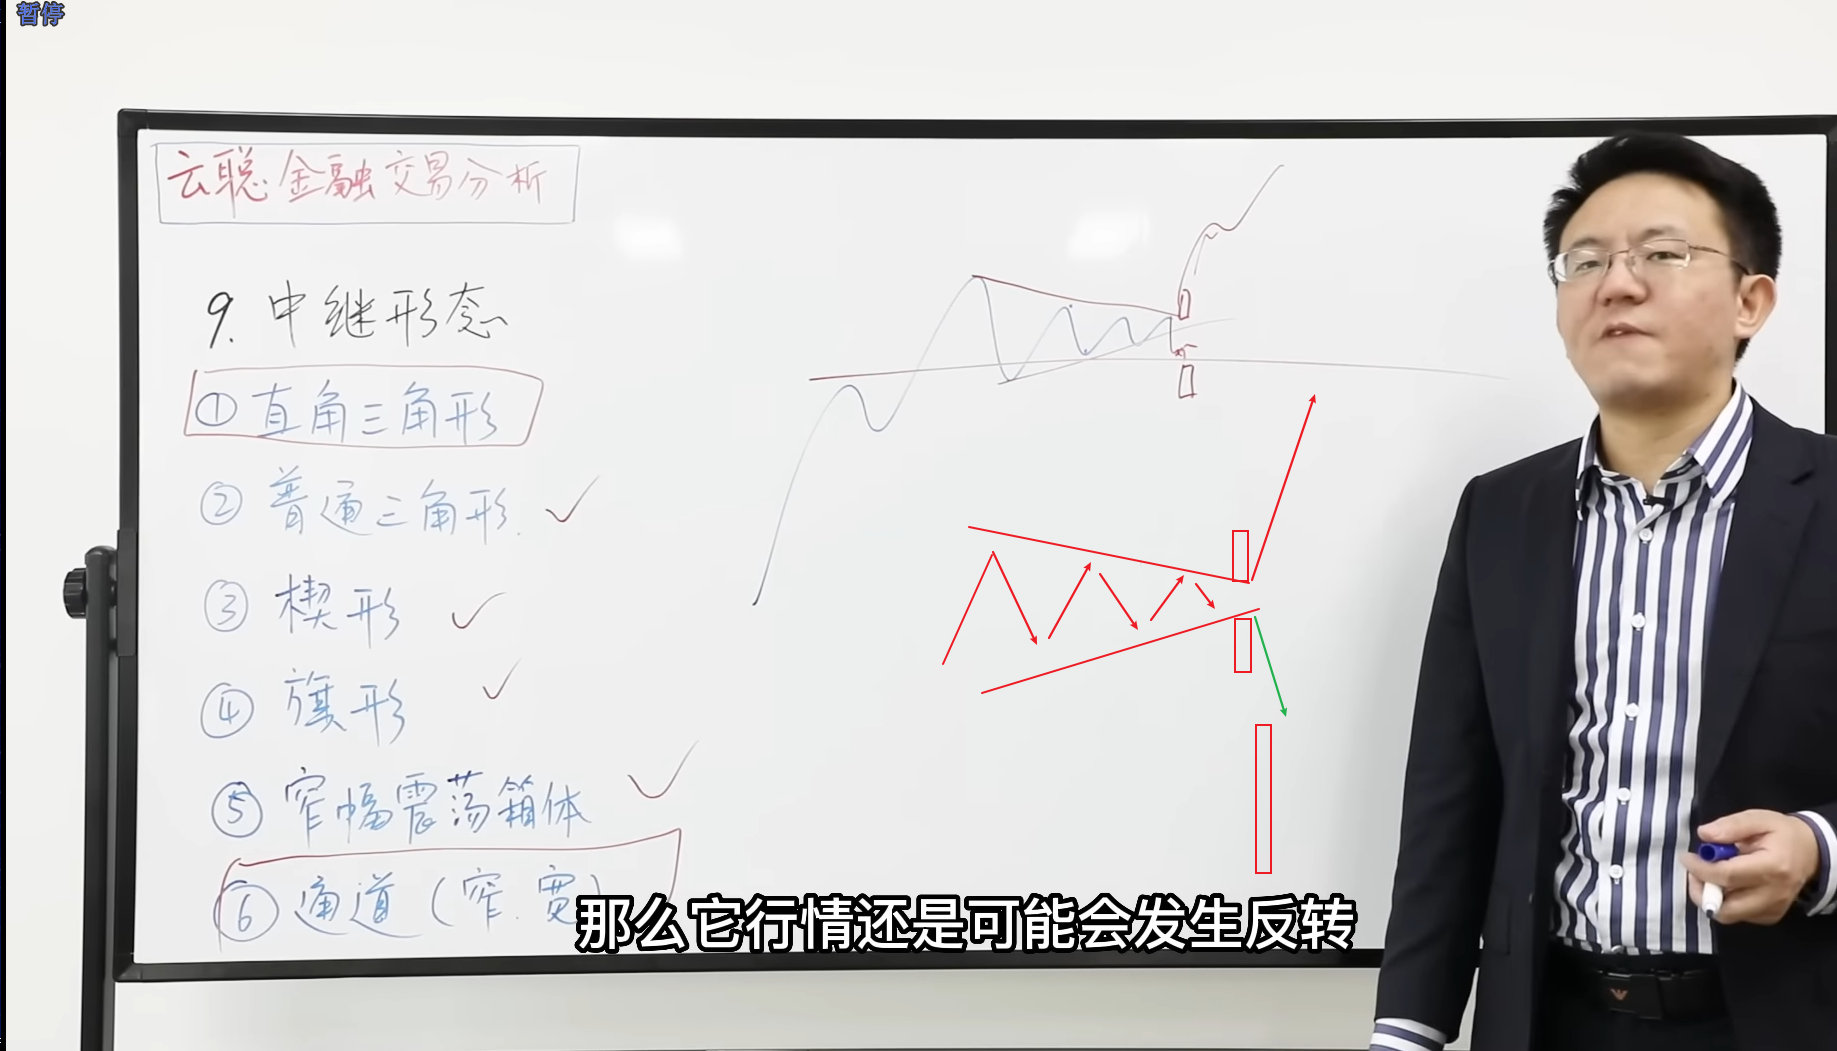 暂停
云聪金融交易分析
9. 中继形态
① 直角三角形
② 普通三角形.
③ 楔形
④ 旗形
⑤ 窄幅震荡箱体
⑥ 通道(窄.宽)
那么它行情还是可能会发生反转